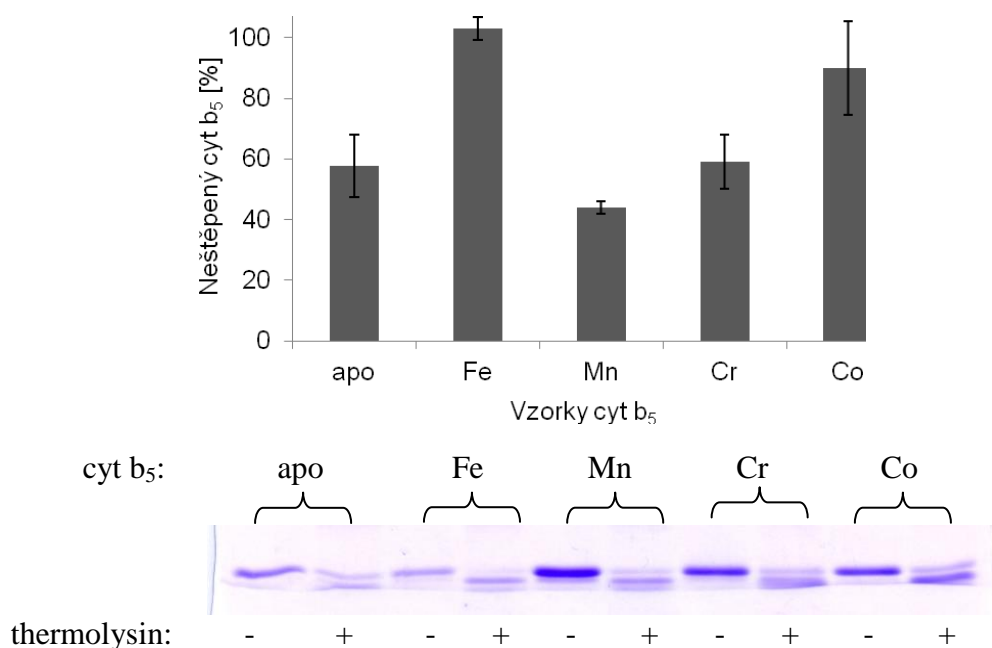 Neštěpený cyt b5 [%]
100
80
60
40
20
0
apo Fe Mn Cr Co
Vzorky cyt b5
cyt b5: apo Fe Mn Cr Co
thermolysin: - + - + - + - + - +